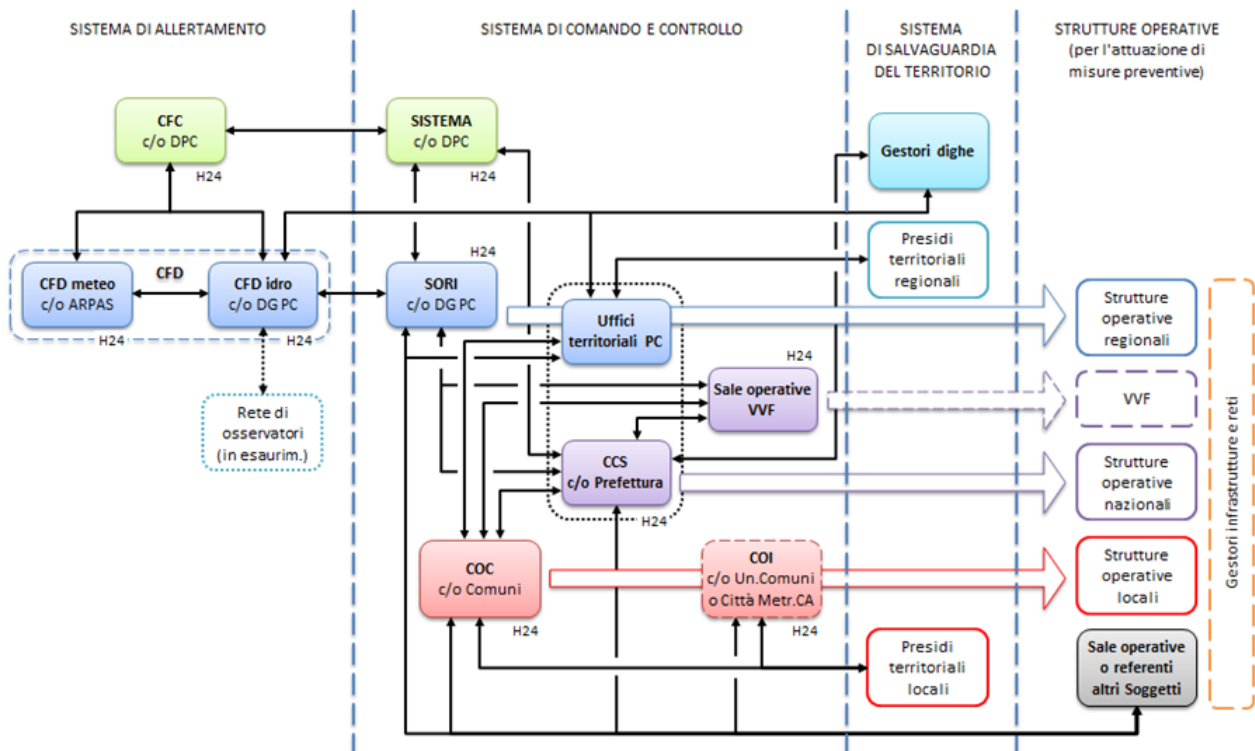 SISTEMA DI ALLERTAMENTO
SISTEMA DI COMANDO E CONTROLLO
SISTEMA
DI SALVAGUARDIA
DEL TERRITORIO
STRUTTURE OPERATIVE
(per l'attuazione di
misure preventive)
CFC
c/o DPC
H24
SISTEMA
c/o DPC
H24
Gestori dighe
Presidi
territoriali
regionali
CFD
CFD meteo
c/o ARPAS
H24
CFD idro
c/o DG PC
H24
H24
SORI
c/o DG PC
Uffici
territoriali PC
Strutture
operative
regionali
Rete di
osservatori
(in esaurim.)
H24
Sale operative
VVF
VVF
CCS
c/o Prefettura
H24
Strutture
operative
nazionali
COC
c/o Comuni
H24
COI
c/o Un.Comuni
o Città Metr.CA
H24
Strutture
operative
locali
Presidi
territoriali
locali
Sale operative
o referenti
altri Soggetti
Gestori infrastrutture e reti